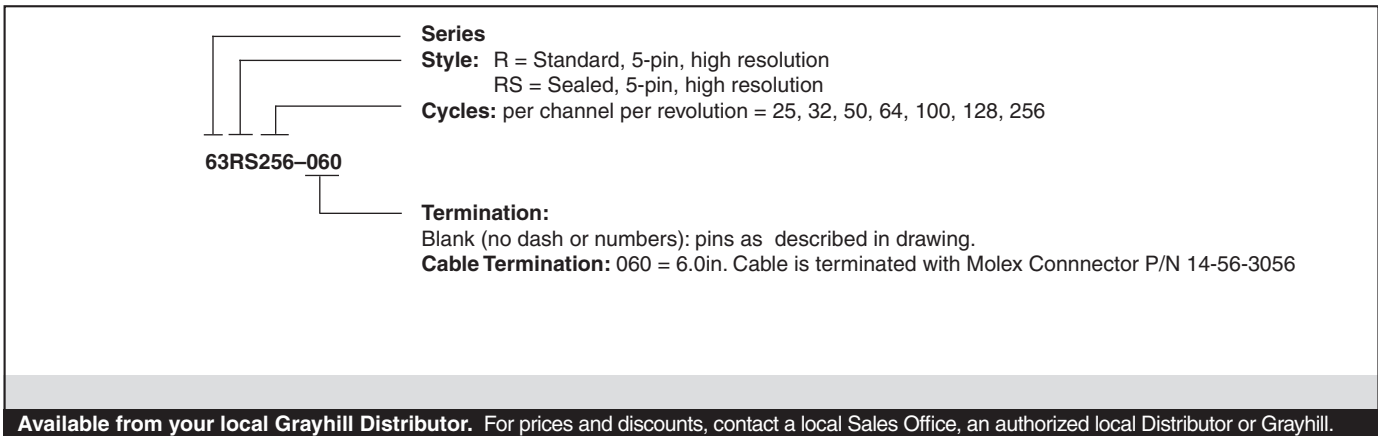 Series
Style: R = Standard, 5-pin, high resolution
RS = Sealed, 5-pin, high resolution
Cycles: per channel per revolution = 25, 32, 50, 64, 100, 128, 256
63RS256–060
Termination:
Blank (no dash or numbers): pins as described in drawing.
Cable Termination: 060 = 6.0in. Cable is terminated with Molex Connnector P/N 14-56-3056
Available from your local Grayhill Distributor. For prices and discounts, contact a local Sales Office, an authorized local Distributor or Grayhill.